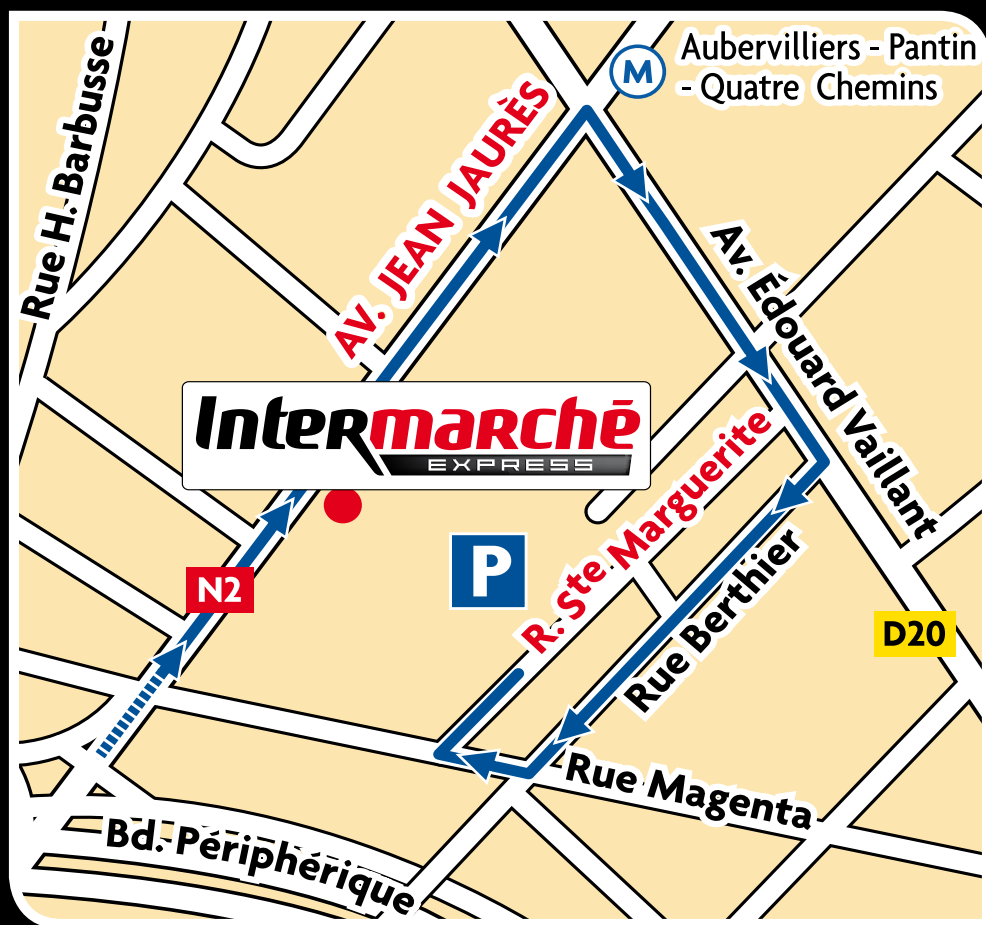 Aubervilliers - Pantin
- Quatre Chemins
M
Rue H. Barbusse
AV. JEAN JAURÈS
Av. Édouard Vaillant
Intermarchē
EXPRESS
R. Ste Marguerite
P
N2
Rue Berthier
D20
Rue Magenta
Bd. Périphérique